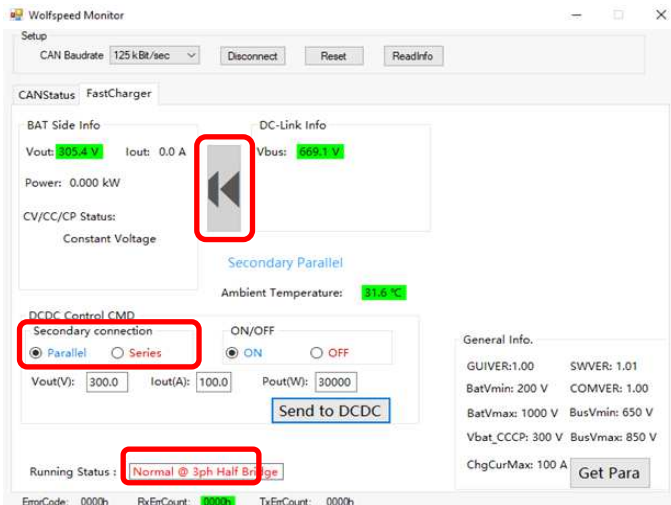 Wolfspeed Monitor
Setup
CAN Baudrate 125 kBit/sec Disconnect Reset ReadInfo
CANStatus FastCharger
BAT Side Info
Vout: 305.4 V Iout: 0.0 A
Power: 0.000 kW
CV/CC/CP Status:
Constant Voltage
DC-Link Info
Vbus: 669.1 V
Secondary Parallel
Ambient Temperature: 31.6 ℃
DCDC Control CMD
Secondary connection
Parallel Series
ON/OFF
ON OFF
Vout(V): 300.0 Iout(A): 100.0 Pout(W): 30000
Send to DCDC
Running Status : Normal @ 3ph Half Bridge
General Info.
GUIVER:1.00 SWVER: 1.01
BatVmin: 200 V COMVER: 1.00
BatVmax: 1000 V BusVmin: 650 V
Vbat_CCCP: 300 V BusVmax: 850 V
ChgCurMax: 100 A Get Para
ErrorCode: 0000h RxErrCount: 0000h TxErrCount: 0000h